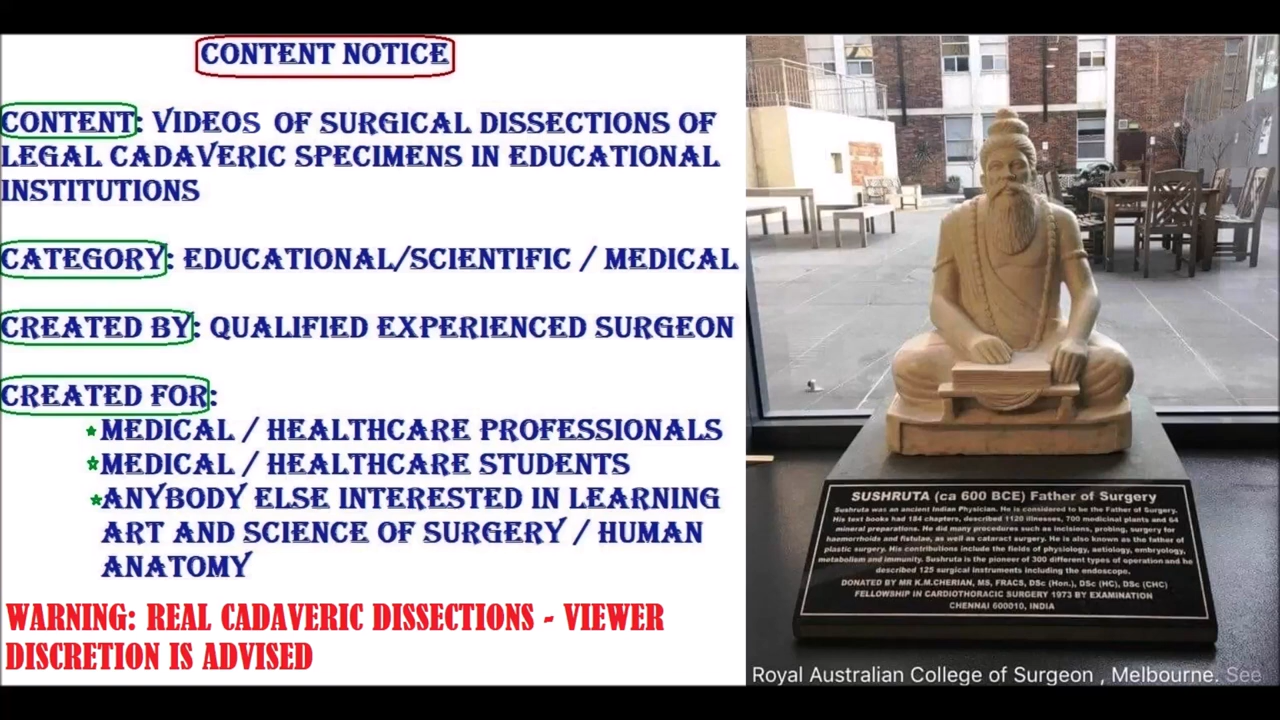 CONTENT NOTICE
CONTENT: VIDEOS OF SURGICAL DISSECTIONS OF
LEGAL CADAVERIC SPECIMENS IN EDUCATIONAL
INSTITUTIONS
CATEGORY: EDUCATIONAL/SCIENTIFIC / MEDICAL
CREATED BY: QUALIFIED EXPERIENCED SURGEON
CREATED FOR:
*MEDICAL / HEALTHCARE PROFESSIONALS
*MEDICAL / HEALTHCARE STUDENTS
*ANYBODY ELSE INTERESTED IN LEARNING
ART AND SCIENCE OF SURGERY / HUMAN
ANATOMY
WARNING: REAL CADAVERIC DISSECTIONS - VIEWER
DISCRETION IS ADVISED
SUSHRUTA (ca 600 BCE) Father of Surgery
Sushruta was an ancient Indian Physician. He is considered to be the Father of Surgery.
His text books had 184 chapters, described 1120 illnesses, 700 medicinal plants and 64
mineral preparations. He did many procedures such as incisions, probing, surgery for
haemorrhoids and fistulae, as well as cataract surgery. He is also known as the father of
plastic surgery. His contributions include the fields of physiology, aetiology, embryology,
metabolism and immunity. Sushruta is the pioneer of 300 different types of operation and he
described 125 surgical instruments including the endoscope.
DONATED BY MR K.M.CHERIAN, MS, FRACS, DSc (Hon.), DSc (HC), DSc (CHC)
FELLOWSHIP IN CARDIOTHORACIC SURGERY 1973 BY EXAMINATION
CHENNAI 600010, INDIA
Royal Australian College of Surgeon , Melbourne. See